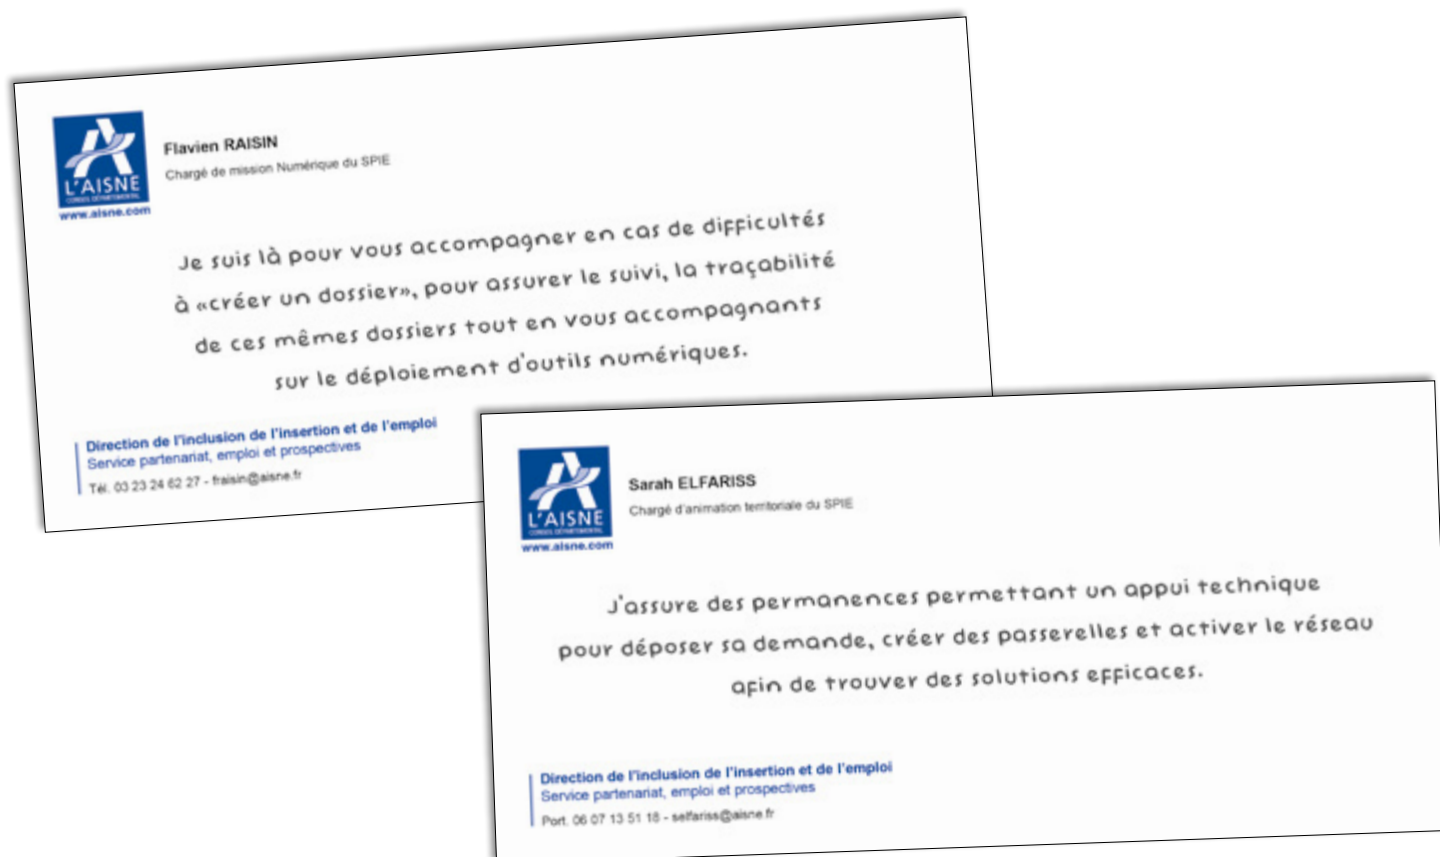 L'AISNE
CONSEIL DÉPARTEMENTAL
www.aisne.com
Flavien RAISIN
Chargé de mission Numérique du SPIE
Je suis là pour vous accompagner en cas de difficultés
à «créer un dossier», pour assurer le suivi, la traçabilité
de ces mêmes dossiers tout en vous accompagnants
sur le déploiement d'outils numériques.
Direction de l'inclusion de l'insertion et de l'emploi
Service partenariat, emploi et prospectives
Tél. 03 23 24 62 27 - fraisin@aisne.fr
L'AISNE
CONSEIL DÉPARTEMENTAL
www.aisne.com
Sarah ELFARISS
Chargé d'animation territoriale du SPIE
J'assure des permanences permettant un appui technique
pour déposer sa demande, créer des passerelles et activer le réseau
afin de trouver des solutions efficaces.
Direction de l'inclusion de l'insertion et de l'emploi
Service partenariat, emploi et prospectives
Port. 06 07 13 51 18 - selfariss@aisne.fr